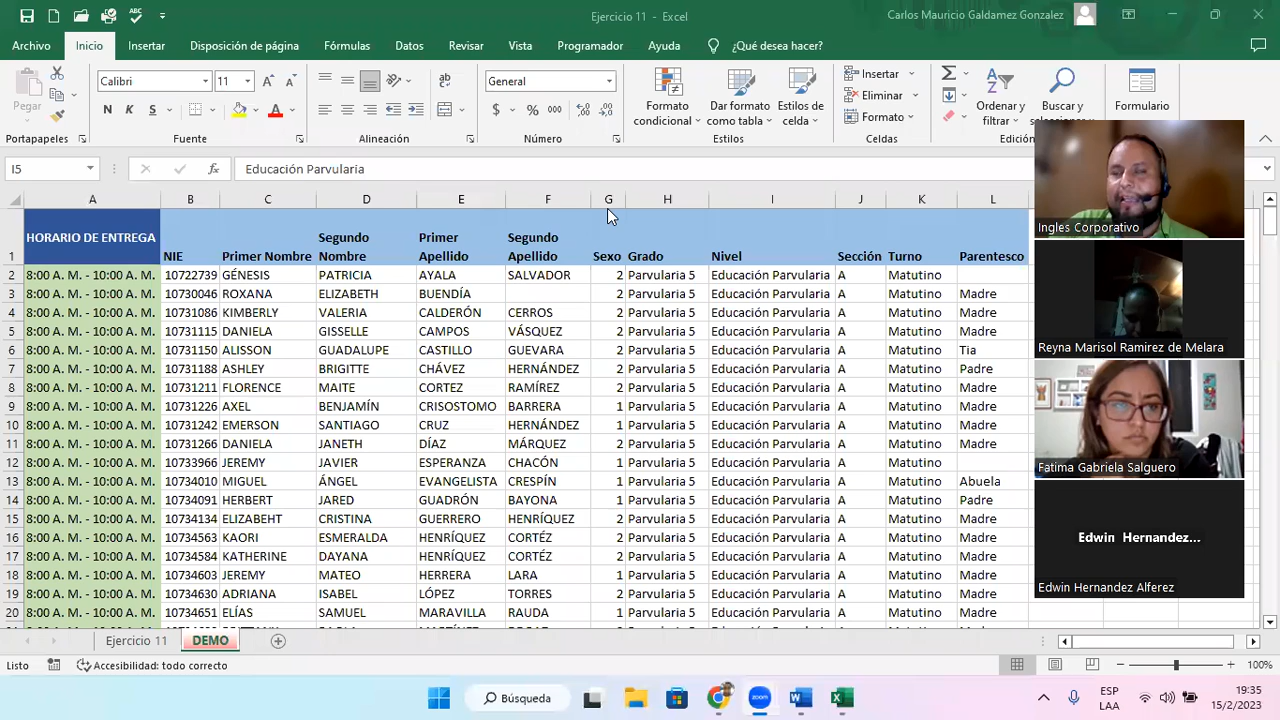 Ejercicio 11 - Excel
Carlos Mauricio Galdamez Gonzalez
Archivo Inicio Insertar Disposición de página Fórmulas Datos Revisar Vista Programador Ayuda ¿Qué desea hacer?
Pegar
Calibri 11
General
Formato condicional
Dar formato como tabla
Estilos de celda
Insertar
Eliminar
Formato
Ordenar y filtrar
Buscar y
Formulario
Portapapeles Fuente Alineación Número Estilos Celdas
I5 fx Educación Parvularia
A B C D E F G H I J K L
1 HORARIO DE ENTREGA NIE Primer Nombre Segundo Nombre Primer Apellido Segundo Apellido Sexo Grado Nivel Sección Turno Parentesco
2 8:00 A. M. - 10:00 A. M. 10722739 GÉNESIS PATRICIA AYALA SALVADOR 2 Parvularia 5 Educación Parvularia A Matutino
3 8:00 A. M. - 10:00 A. M. 10730046 ROXANA ELIZABETH BUENDÍA 2 Parvularia 5 Educación Parvularia A Matutino Madre
4 8:00 A. M. - 10:00 A. M. 10731086 KIMBERLY VALERIA CALDERÓN CERROS 2 Parvularia 5 Educación Parvularia A Matutino Madre
5 8:00 A. M. - 10:00 A. M. 10731115 DANIELA GISSELLE CAMPOS VÁSQUEZ 2 Parvularia 5 Educación Parvularia A Matutino Madre
6 8:00 A. M. - 10:00 A. M. 10731150 ALISSON GUADALUPE CASTILLO GUEVARA 2 Parvularia 5 Educación Parvularia A Matutino Tia
7 8:00 A. M. - 10:00 A. M. 10731188 ASHLEY BRIGITTE CHÁVEZ HERNÁNDEZ 2 Parvularia 5 Educación Parvularia A Matutino Padre
8 8:00 A. M. - 10:00 A. M. 10731211 FLORENCE MAITE CORTEZ RAMÍREZ 2 Parvularia 5 Educación Parvularia A Matutino Madre
9 8:00 A. M. - 10:00 A. M. 10731226 AXEL BENJAMÍN CRISOSTOMO BARRERA 1 Parvularia 5 Educación Parvularia A Matutino Madre
10 8:00 A. M. - 10:00 A. M. 10731242 EMERSON SANTIAGO CRUZ HERNÁNDEZ 1 Parvularia 5 Educación Parvularia A Matutino Madre
11 8:00 A. M. - 10:00 A. M. 10731266 DANIELA JANETH DÍAZ MÁRQUEZ 2 Parvularia 5 Educación Parvularia A Matutino Madre
12 8:00 A. M. - 10:00 A. M. 10733966 JEREMY JAVIER ESPERANZA CHACÓN 1 Parvularia 5 Educación Parvularia A Matutino
13 8:00 A. M. - 10:00 A. M. 10734010 MIGUEL ÁNGEL EVANGELISTA CRESPÍN 1 Parvularia 5 Educación Parvularia A Matutino Abuela
14 8:00 A. M. - 10:00 A. M. 10734091 HERBERT JARED GUADRÓN BAYONA 1 Parvularia 5 Educación Parvularia A Matutino Padre
15 8:00 A. M. - 10:00 A. M. 10734134 ELIZABEHT CRISTINA GUERRERO HENRÍQUEZ 2 Parvularia 5 Educación Parvularia A Matutino Madre
16 8:00 A. M. - 10:00 A. M. 10734563 KAORI ESMERALDA HENRÍQUEZ CORTÉZ 2 Parvularia 5 Educación Parvularia A Matutino Madre
17 8:00 A. M. - 10:00 A. M. 10734584 KATHERINE DAYANA HENRÍQUEZ CORTÉZ 2 Parvularia 5 Educación Parvularia A Matutino Madre
18 8:00 A. M. - 10:00 A. M. 10734603 JEREMY MATEO HERRERA LARA 1 Parvularia 5 Educación Parvularia A Matutino Madre
19 8:00 A. M. - 10:00 A. M. 10734630 ADRIANA ISABEL LÓPEZ TORRES 2 Parvularia 5 Educación Parvularia A Matutino Madre
20 8:00 A. M. - 10:00 A. M. 10734651 ELÍAS SAMUEL MARAVILLA RAUDA 1 Parvularia 5 Educación Parvularia A Matutino Madre
Ingles Corporativo
Reyna Marisol Ramirez de Melara
Fatima Gabriela Salguero
Edwin Hernandez...
Edwin Hernandez Alferez
Ejercicio 11 DEMO
Listo Accesibilidad: todo correcto 100%
Búsqueda
ESP
LAA
19:35
15/2/2023